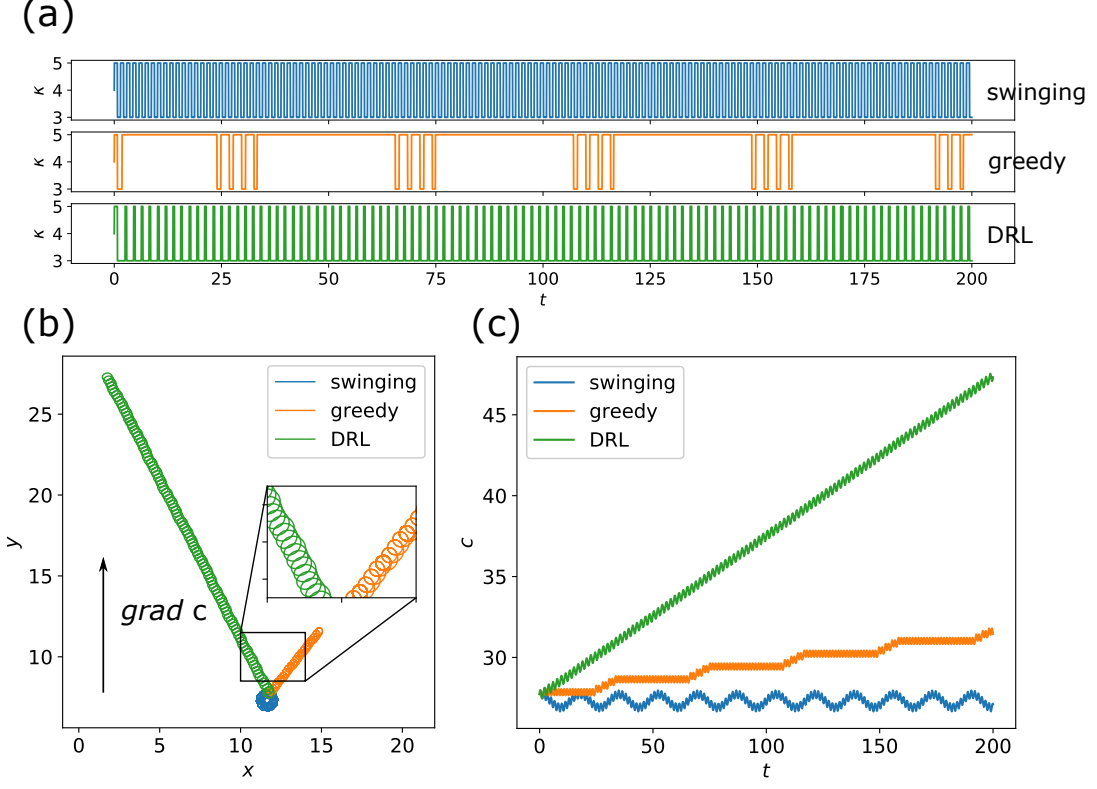 (a)
κ 5 4 3 swinging
κ 5 4 3 greedy
κ 5 4 3 DRL
0 25 50 75 100 125 150 175 200
t
(b)
y 25 20 15 10
swinging
greedy
DRL
grad c
0 5 10 15 20
x
(c)
c 45 40 35 30
swinging
greedy
DRL
0 50 100 150 200
t